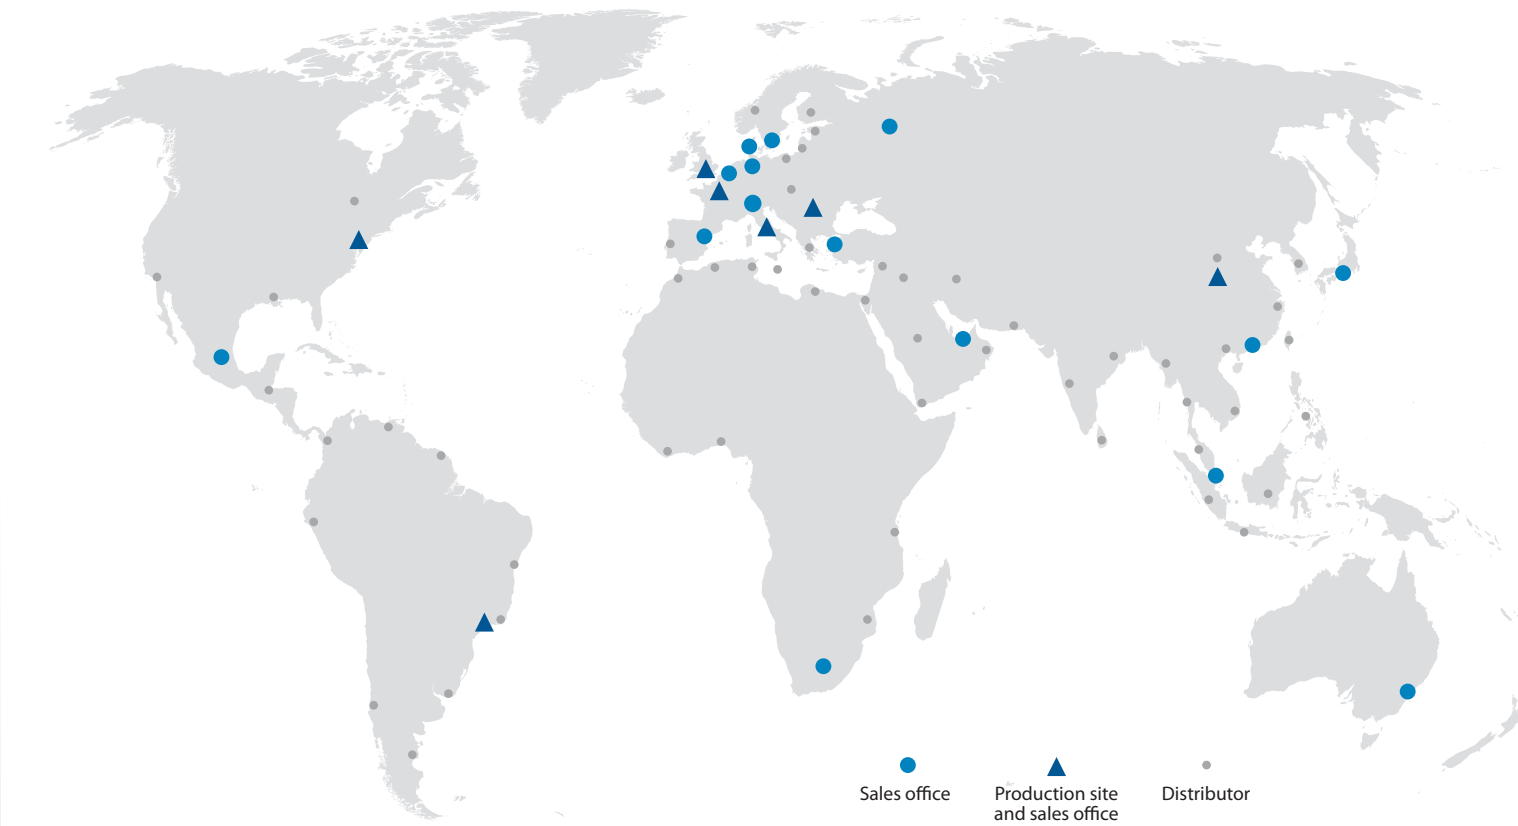 Sales office
Production site
and sales office
Distributor